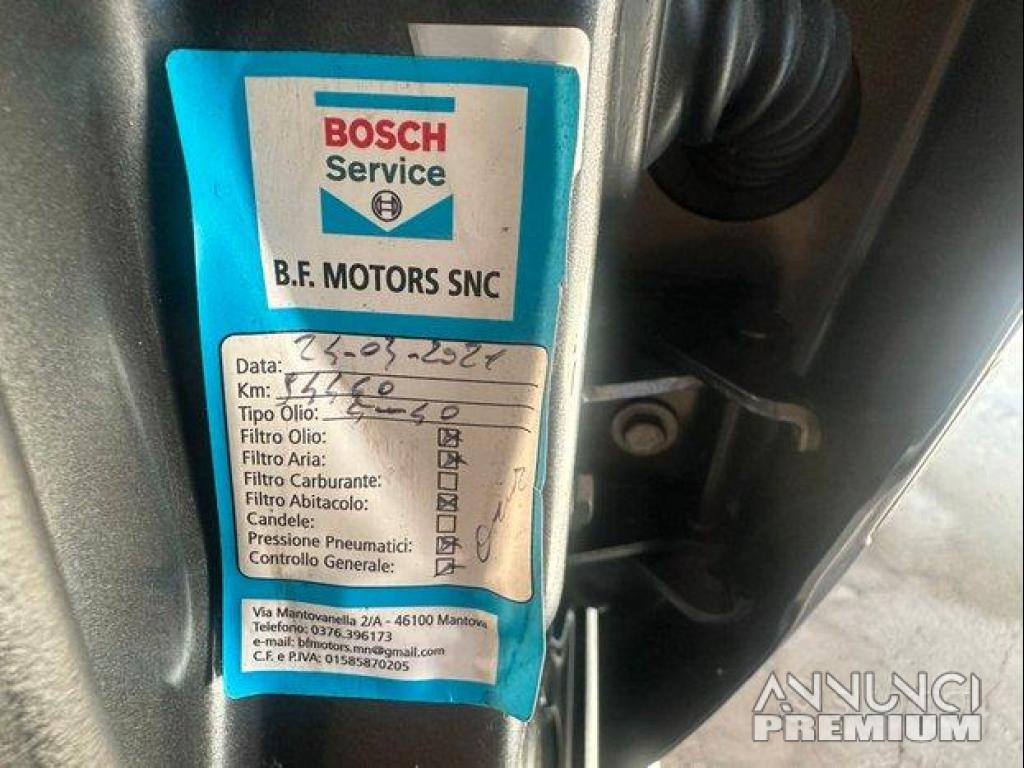 BOSCH
Service
B.F. MOTORS SNC
Data:
Km:
Tipo Olio: 5-40
Filtro Olio:
Filtro Aria:
Filtro Carburante:
Filtro Abitacolo:
Candele:
Pressione Pneumatici:
Controllo Generale:
Via Mantovanella 2/A - 46100 Mantova
Telefono: 0376.396173
e-mail: bfmotors.mn@gmail.com
C.F. e P.IVA: 01585870205
ANNUNCI
PREMIUM